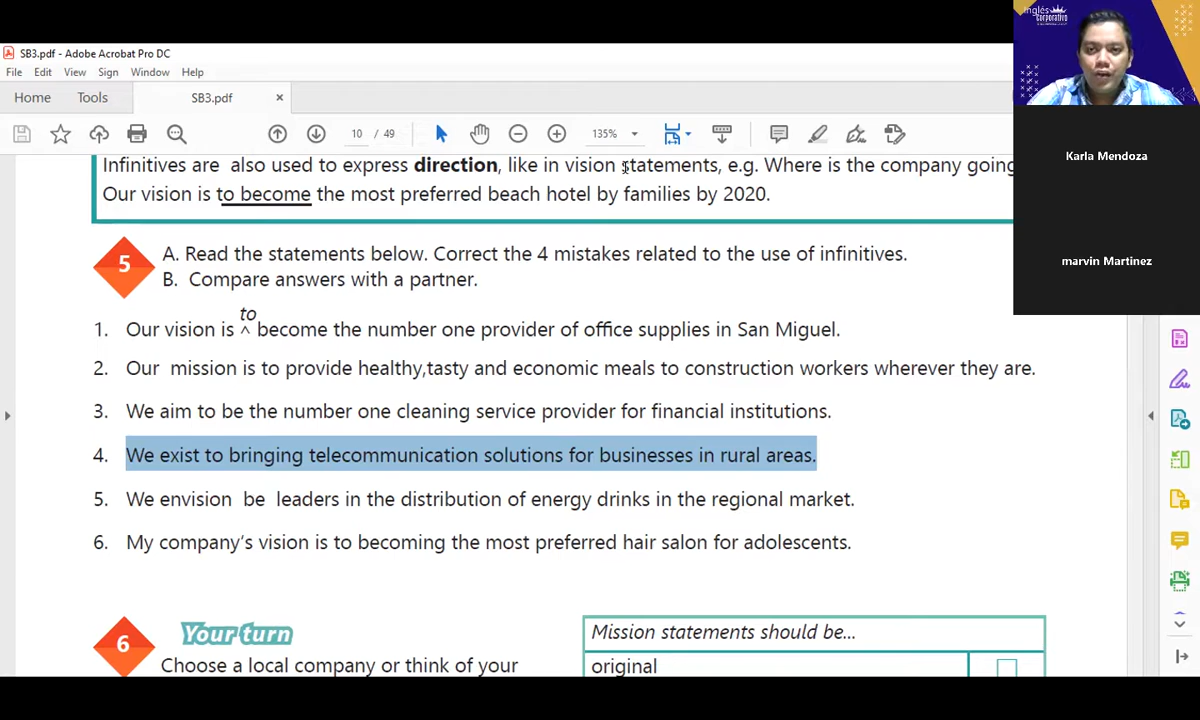 SB3.pdf - Adobe Acrobat Pro DC
File Edit View Sign Window Help
Home Tools SB3.pdf ×
10 / 49 135%
Infinitives are also used to express direction, like in vision statements, e.g. Where is the company going
Our vision is to become the most preferred beach hotel by families by 2020.
5
A. Read the statements below. Correct the 4 mistakes related to the use of infinitives.
B. Compare answers with a partner.
to
1. Our vision is ^ become the number one provider of office supplies in San Miguel.
2. Our mission is to provide healthy,tasty and economic meals to construction workers wherever they are.
3. We aim to be the number one cleaning service provider for financial institutions.
4. We exist to bringing telecommunication solutions for businesses in rural areas.
5. We envision be leaders in the distribution of energy drinks in the regional market.
6. My company's vision is to becoming the most preferred hair salon for adolescents.
6
Your turn
Choose a local company or think of your
Mission statements should be...
original
Inglés
Corporativo
Karla Mendoza
marvin Martinez